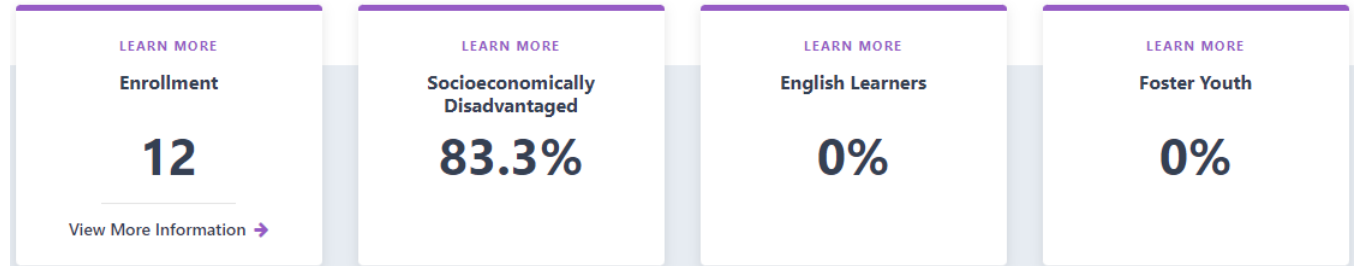 LEARN MORE
Enrollment
12
View More Information
LEARN MORE
Socioeconomically
Disadvantaged
83.3%
LEARN MORE
English Learners
0%
LEARN MORE
Foster Youth
0%